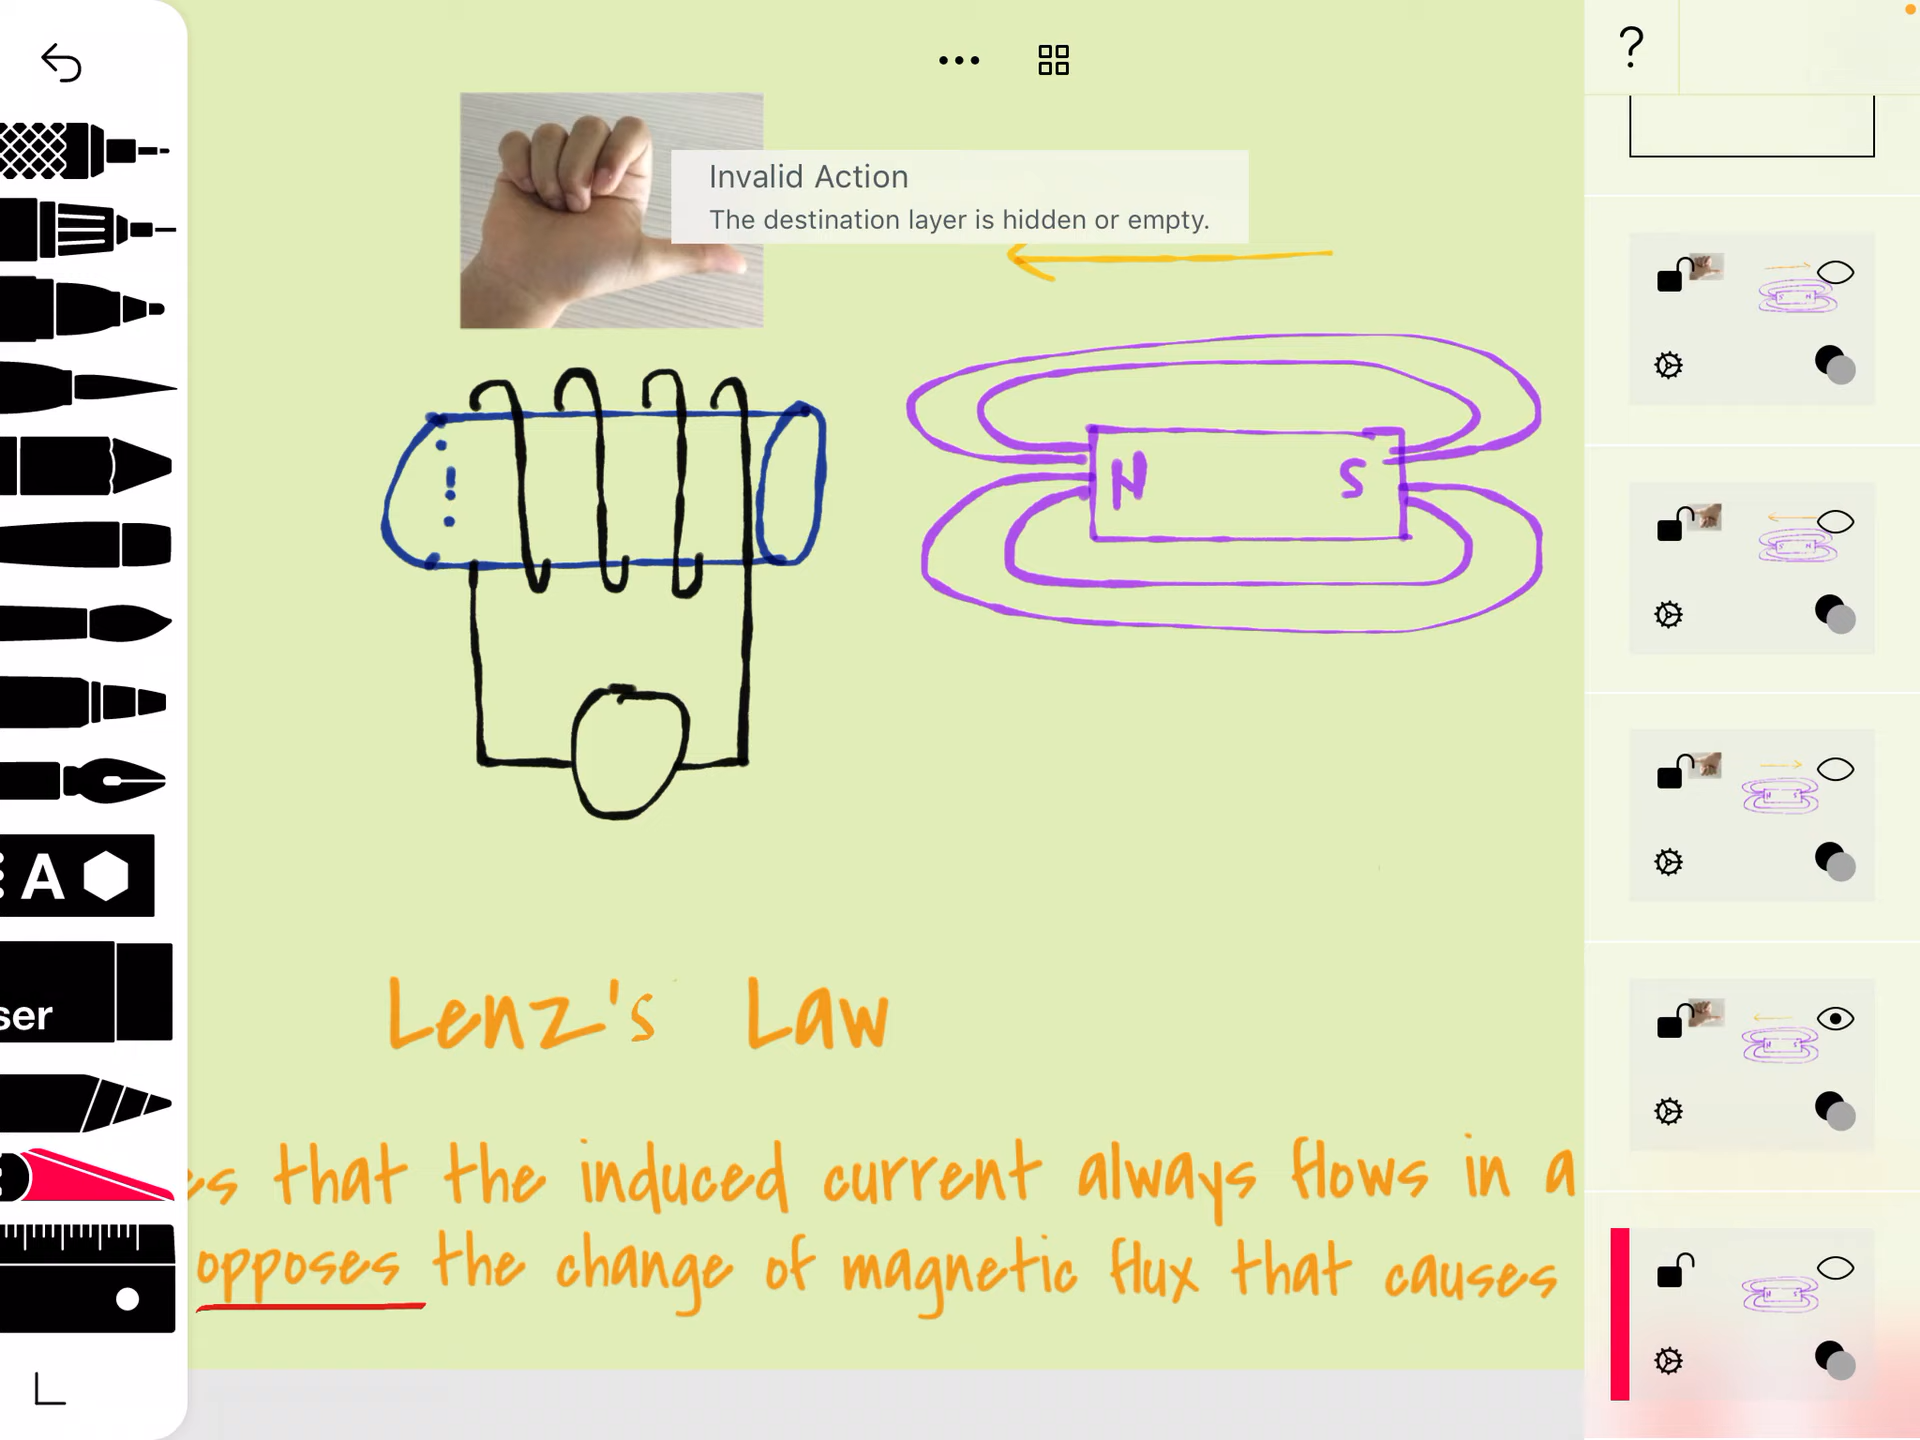 ?
Invalid Action
The destination layer is hidden or empty.
N S
A
ser
Lenz's Law
es that the induced current always flows in a
opposes the change of magnetic flux that causes